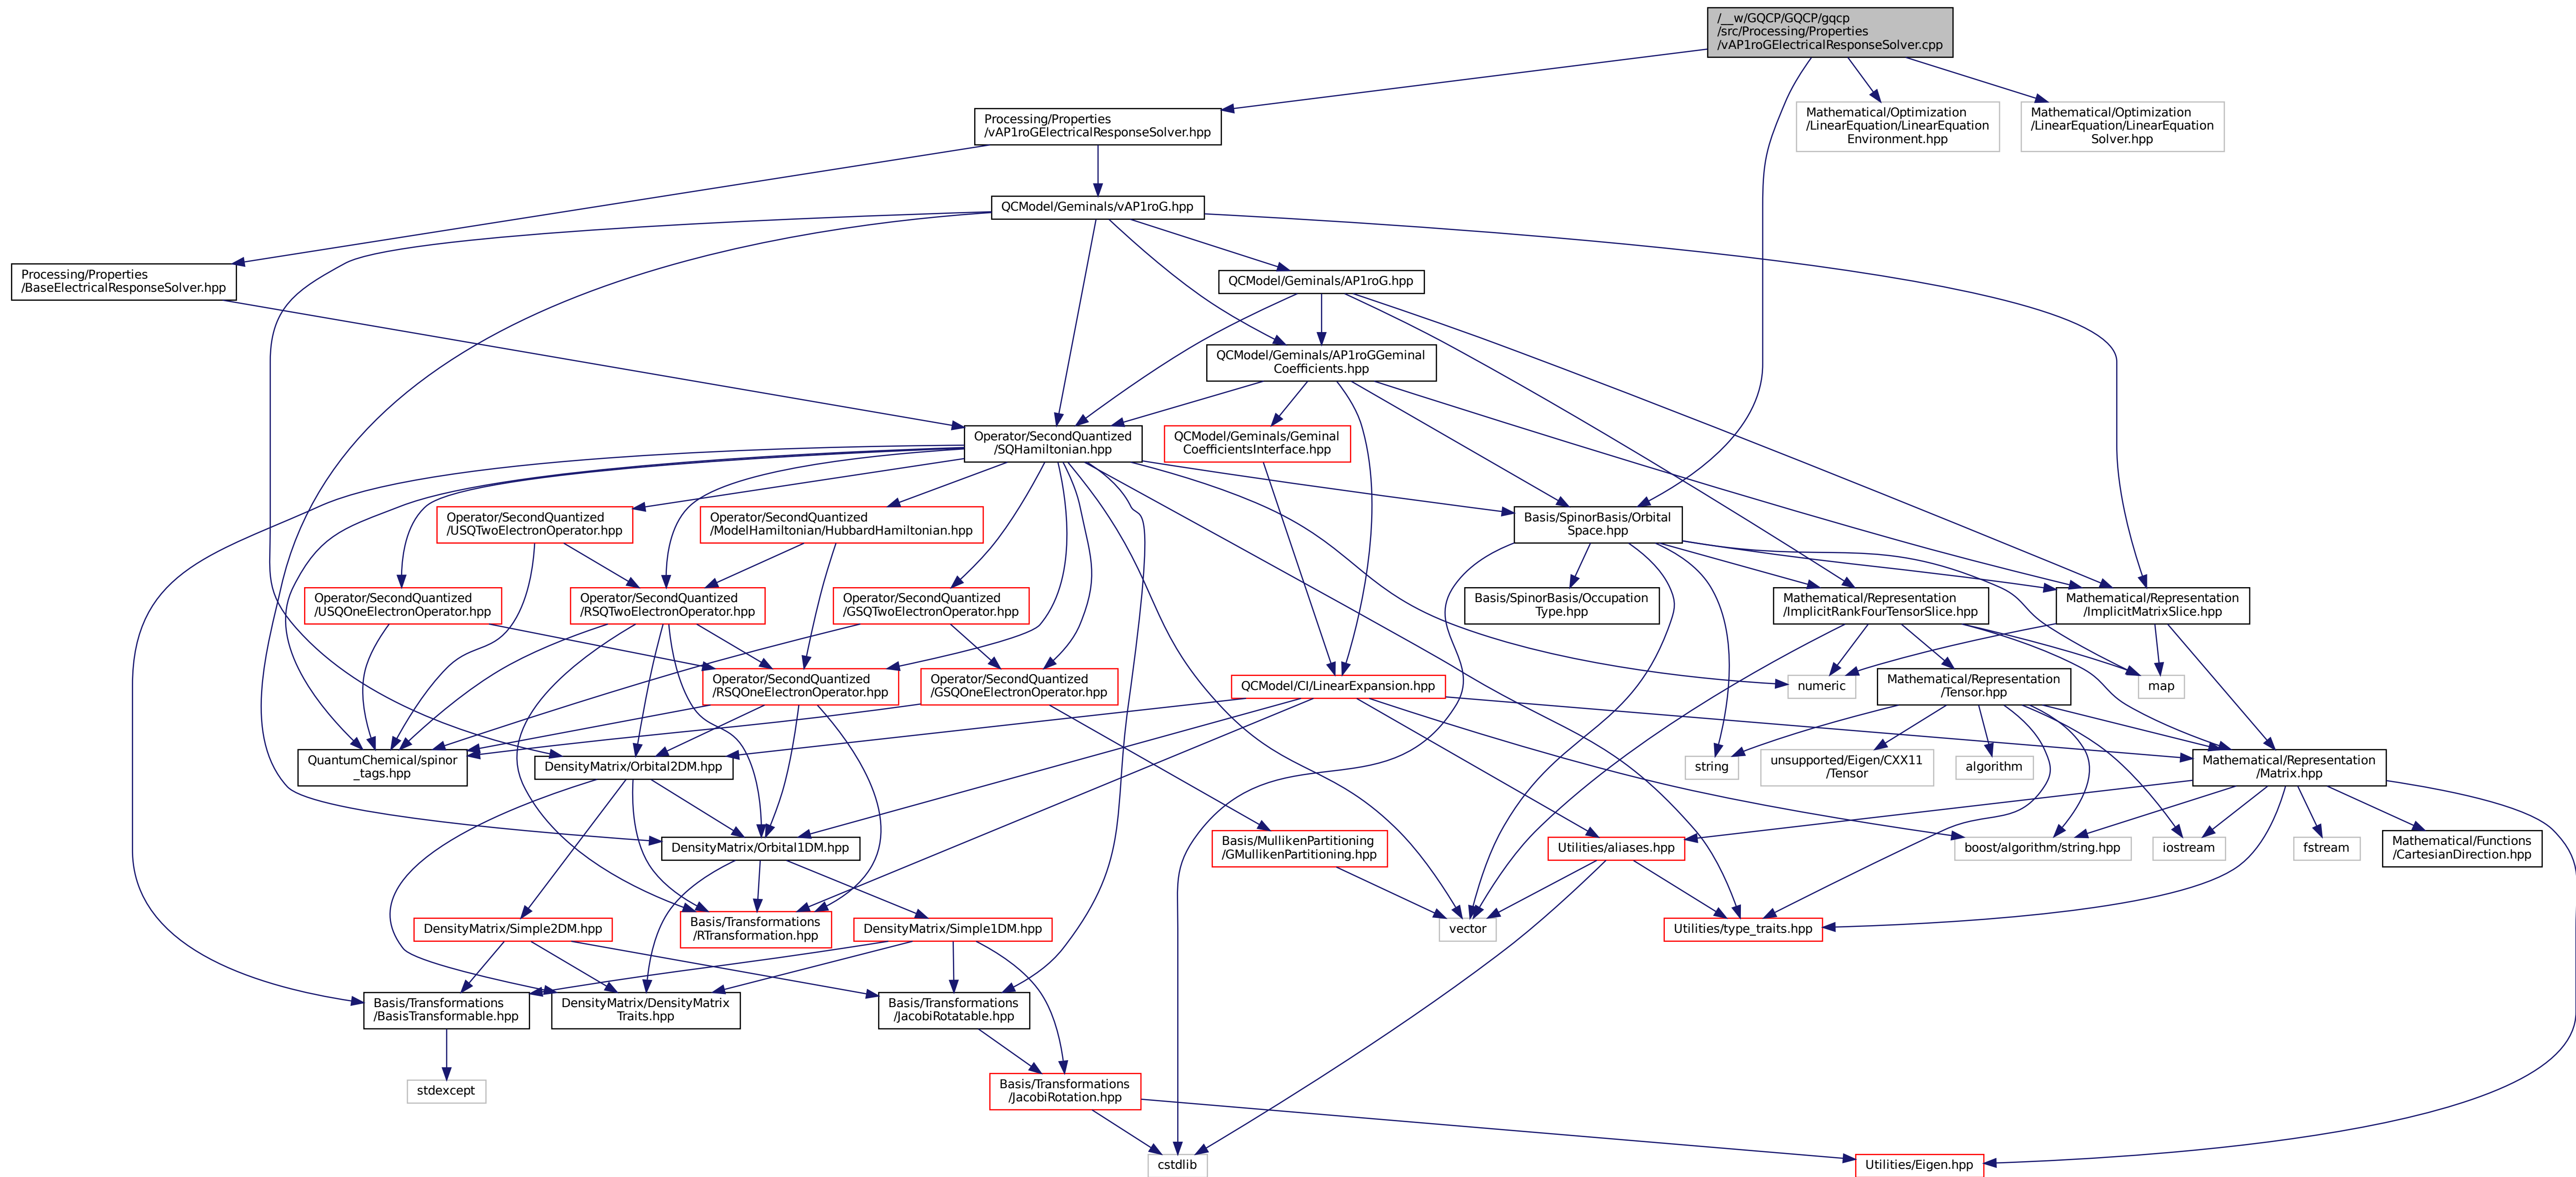 /__w/GQCP/GQCP/gqcp
/src/Processing/Properties
/vAP1roGElectricalResponseSolver.cpp
Processing/Properties
/vAP1roGElectricalResponseSolver.hpp
Mathematical/Optimization
/LinearEquation/LinearEquation
Environment.hpp
Mathematical/Optimization
/LinearEquation/LinearEquation
Solver.hpp
QCModel/Geminals/vAP1roG.hpp
Processing/Properties
/BaseElectricalResponseSolver.hpp
QCModel/Geminals/AP1roG.hpp
QCModel/Geminals/AP1roGGeminal
Coefficients.hpp
Operator/SecondQuantized
/SQHamiltonian.hpp
QCModel/Geminals/Geminal
CoefficientsInterface.hpp
Operator/SecondQuantized
/USQTwoElectronOperator.hpp
Operator/SecondQuantized
/ModelHamiltonian/HubbardHamiltonian.hpp
Basis/SpinorBasis/Orbital
Space.hpp
Operator/SecondQuantized
/USQOneElectronOperator.hpp
Operator/SecondQuantized
/RSQTwoElectronOperator.hpp
Operator/SecondQuantized
/GSQTwoElectronOperator.hpp
Basis/SpinorBasis/Occupation
Type.hpp
Mathematical/Representation
/ImplicitRankFourTensorSlice.hpp
Mathematical/Representation
/ImplicitMatrixSlice.hpp
Operator/SecondQuantized
/RSQOneElectronOperator.hpp
Operator/SecondQuantized
/GSQOneElectronOperator.hpp
QCModel/CI/LinearExpansion.hpp
numeric
Mathematical/Representation
/Tensor.hpp
map
QuantumChemical/spinor
_tags.hpp
DensityMatrix/Orbital2DM.hpp
string
unsupported/Eigen/CXX11
/Tensor
algorithm
Mathematical/Representation
/Matrix.hpp
DensityMatrix/Orbital1DM.hpp
Basis/MullikenPartitioning
/GMullikenPartitioning.hpp
Utilities/aliases.hpp
boost/algorithm/string.hpp
iostream
fstream
Mathematical/Functions
/CartesianDirection.hpp
DensityMatrix/Simple2DM.hpp
Basis/Transformations
/RTransformation.hpp
DensityMatrix/Simple1DM.hpp
vector
Utilities/type_traits.hpp
Basis/Transformations
/BasisTransformable.hpp
DensityMatrix/DensityMatrix
Traits.hpp
Basis/Transformations
/JacobiRotatable.hpp
stdexcept
Basis/Transformations
/JacobiRotation.hpp
cstdlib
Utilities/Eigen.hpp